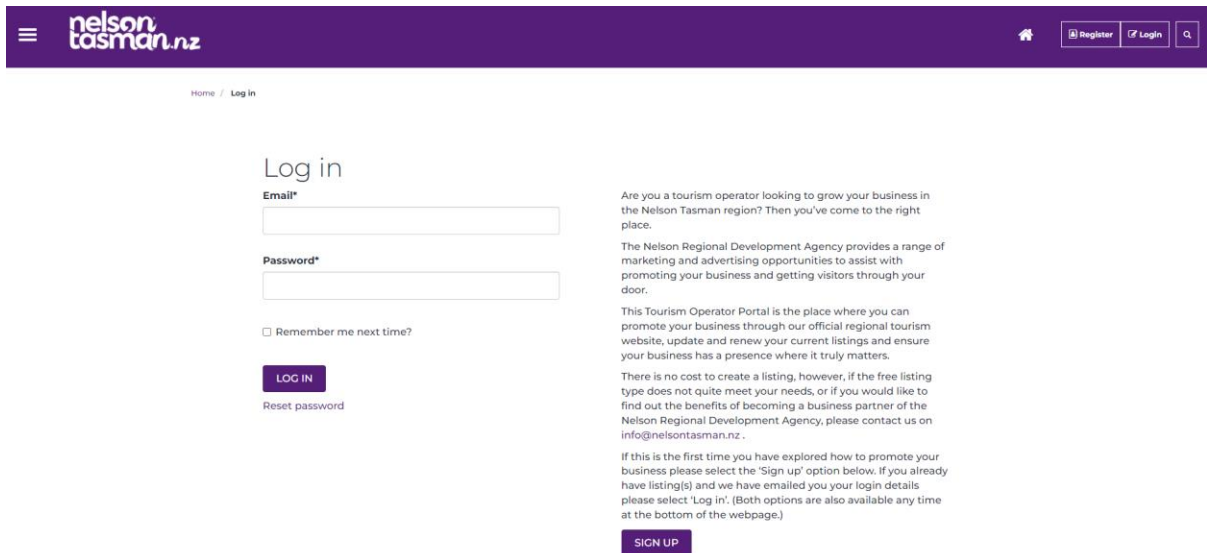 nelson
tasman.nz
Register
Login
Home / Log in
Log in
Email*
Password*
Remember me next time?
LOG IN
Reset password
Are you a tourism operator looking to grow your business in
the Nelson Tasman region? Then you've come to the right
place.
The Nelson Regional Development Agency provides a range of
marketing and advertising opportunities to assist with
promoting your business and getting visitors through your
door.
This Tourism Operator Portal is the place where you can
promote your business through our official regional tourism
website, update and renew your current listings and ensure
your business has a presence where it truly matters.
There is no cost to create a listing, however, if the free listing
type does not quite meet your needs, or if you would like to
find out the benefits of becoming a business partner of the
Nelson Regional Development Agency, please contact us on
info@nelsontasman.nz .
If this is the first time you have explored how to promote your
business please select the 'Sign up' option below. If you already
have listing(s) and we have emailed you your login details
please select 'Log in'. (Both options are also available any time
at the bottom of the webpage.)
SIGN UP